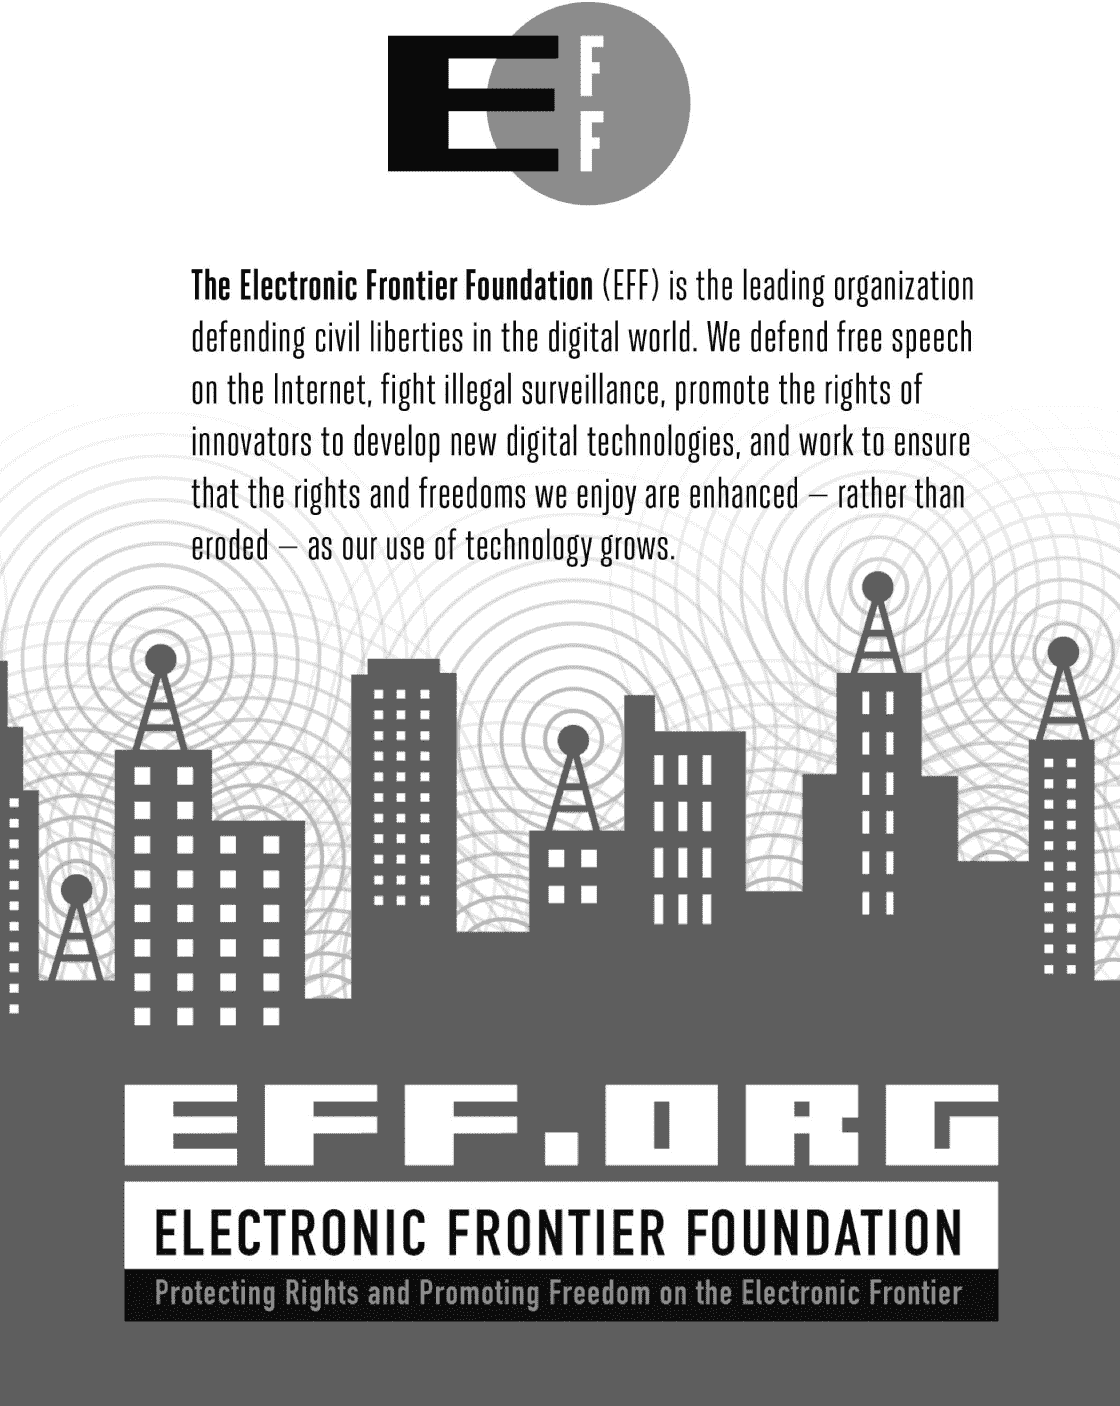 E
F
F
The Electronic Frontier Foundation (EFF) is the leading organization
defending civil liberties in the digital world. We defend free speech
on the Internet, fight illegal surveillance, promote the rights of
innovators to develop new digital technologies, and work to ensure
that the rights and freedoms we enjoy are enhanced – rather than
eroded – as our use of technology grows.
EFF.ORG
ELECTRONIC FRONTIER FOUNDATION
Protecting Rights and Promoting Freedom on the Electronic Frontier